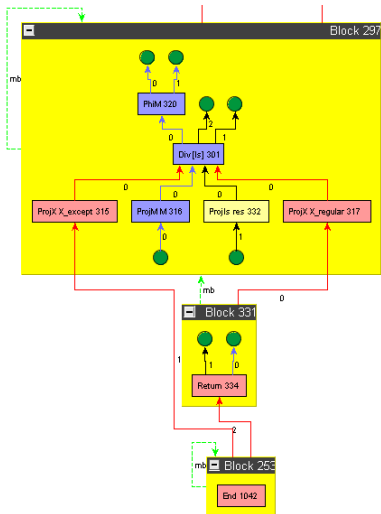 Block 297
mb
0 1
PhiM 320
2
0 1
Div [Is] 301
0 0 0 0
ProjX X_except 315 ProjM M 316 ProjIs res 332 ProjX X_regular 317
0 1
mb
0
Block 331
1
1 0
Return 334
2
mb Block 253
End 1042